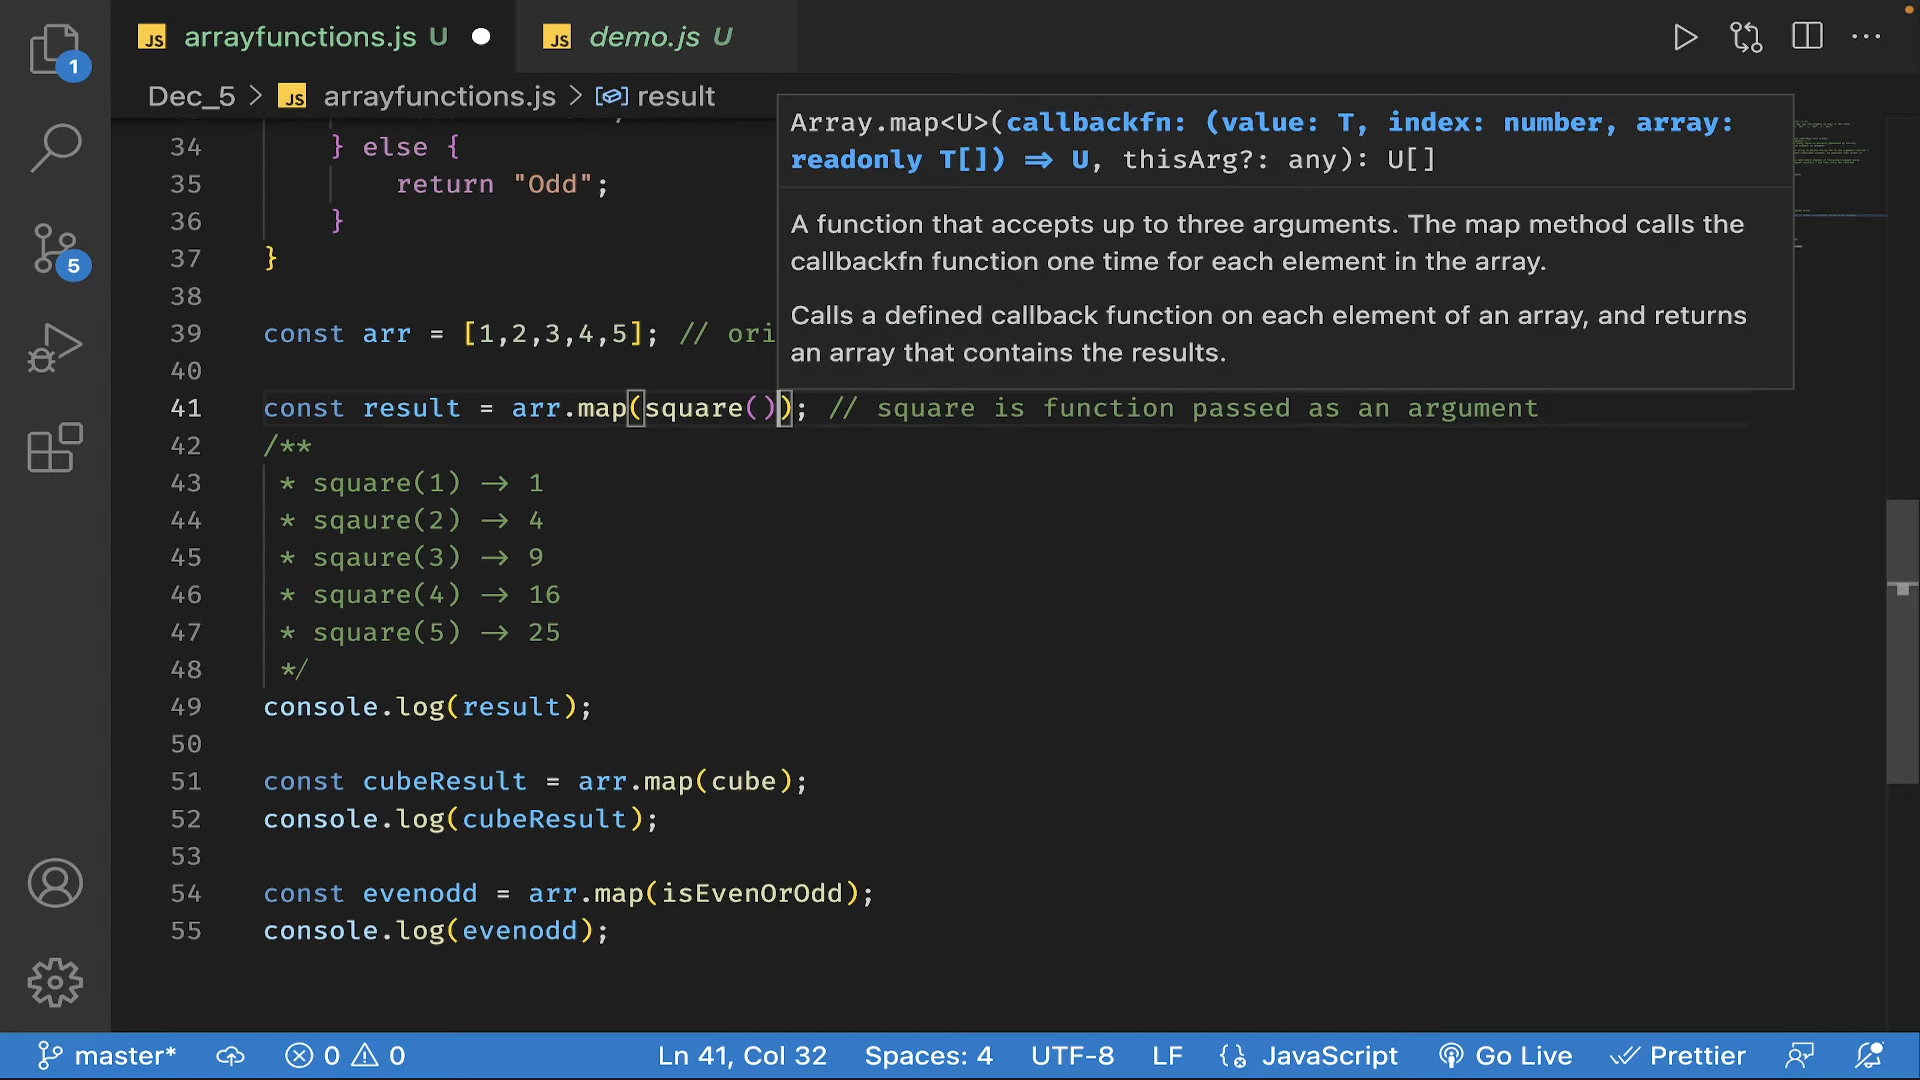 JS arrayfunctions.js U
JS demo.js U
1
Dec_5 > JS arrayfunctions.js > result
Array.map<U>(callbackfn: (value: T, index: number, array:
readonly T[]) => U, thisArg?: any): U[]
A function that accepts up to three arguments. The map method calls the
callbackfn function one time for each element in the array.
Calls a defined callback function on each element of an array, and returns
an array that contains the results.
5
34 } else {
35 return "Odd";
36 }
37 }
38
39 const arr = [1,2,3,4,5]; // ori
40
41 const result = arr.map(square()); // square is function passed as an argument
42 /**
43 * square(1) -> 1
44 * sqaure(2) -> 4
45 * sqaure(3) -> 9
46 * square(4) -> 16
47 * square(5) -> 25
48 */
49 console.log(result);
50
51 const cubeResult = arr.map(cube);
52 console.log(cubeResult);
53
54 const evenodd = arr.map(isEvenOrOdd);
55 console.log(evenodd);
master* 0 0 Ln 41, Col 32 Spaces: 4 UTF-8 LF JavaScript Go Live Prettier